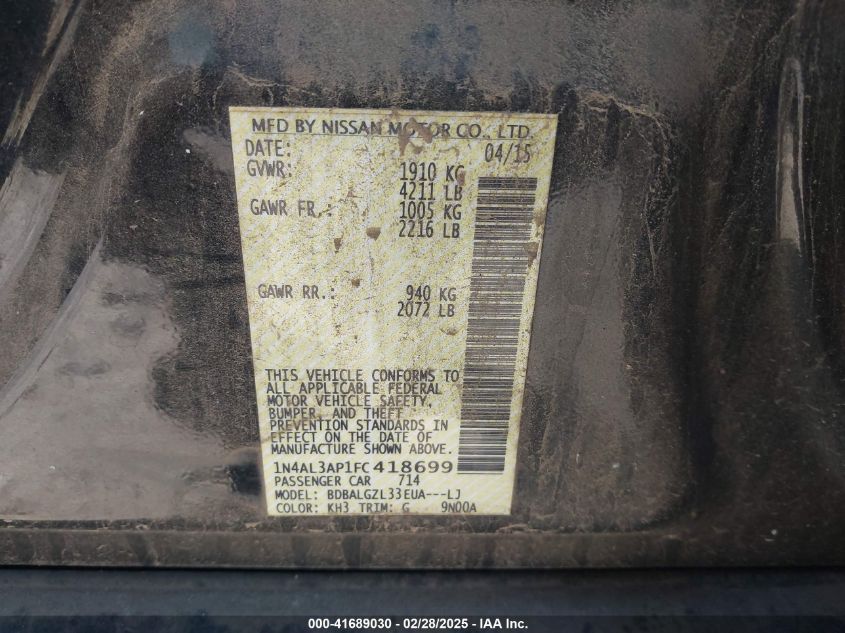 MFD BY NISSAN MOTOR CO., LTD.
DATE: 04/15
GVWR: 1910 KG
4211 LB
GAWR FR.: 1005 KG
2216 LB
GAWR RR.: 940 KG
2072 LB
THIS VEHICLE CONFORMS TO
ALL APPLICABLE FEDERAL
MOTOR VEHICLE SAFETY,
BUMPER, AND THEFT
PREVENTION STANDARDS IN
EFFECT ON THE DATE OF
MANUFACTURE SHOWN ABOVE.
1N4AL3AP1FC418699
PASSENGER CAR 714
MODEL: BDBALGZL33EUA---LJ
COLOR: KH3 TRIM: G 9N00A
000-41689030 — 02/28/2025 — IAA Inc.